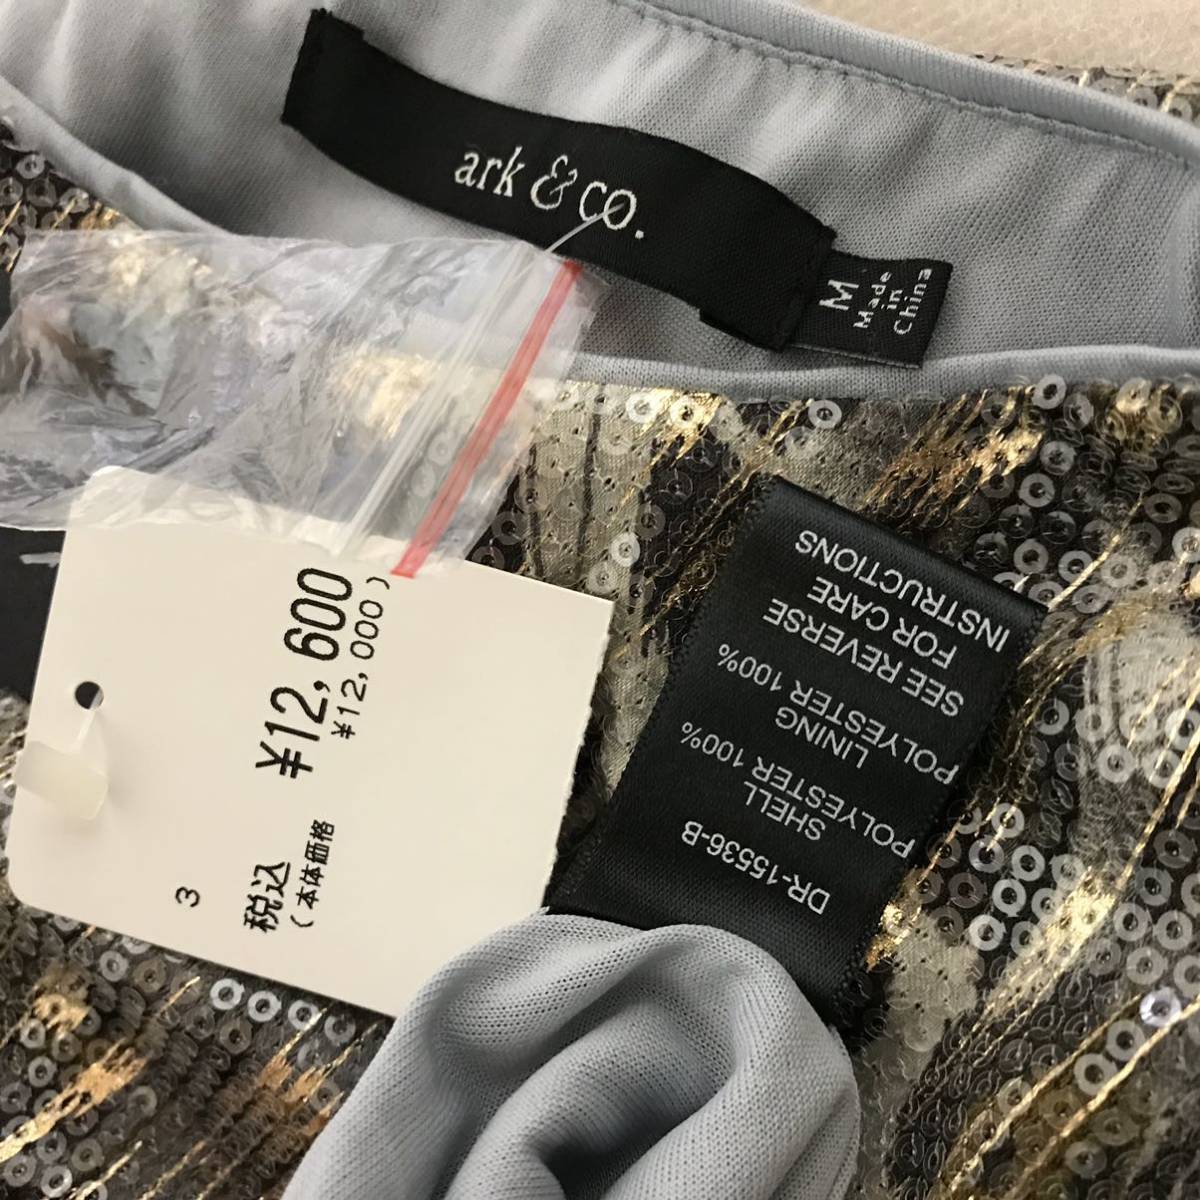 ark & co.
M
Made
in
China
税込 ¥12,600
(本体価格 ¥12,000)
3
DR-15536-B
SHELL
POLYESTER 100%
LINING
POLYESTER 100%
SEE REVERSE
FOR CARE
INSTRUCTIONS